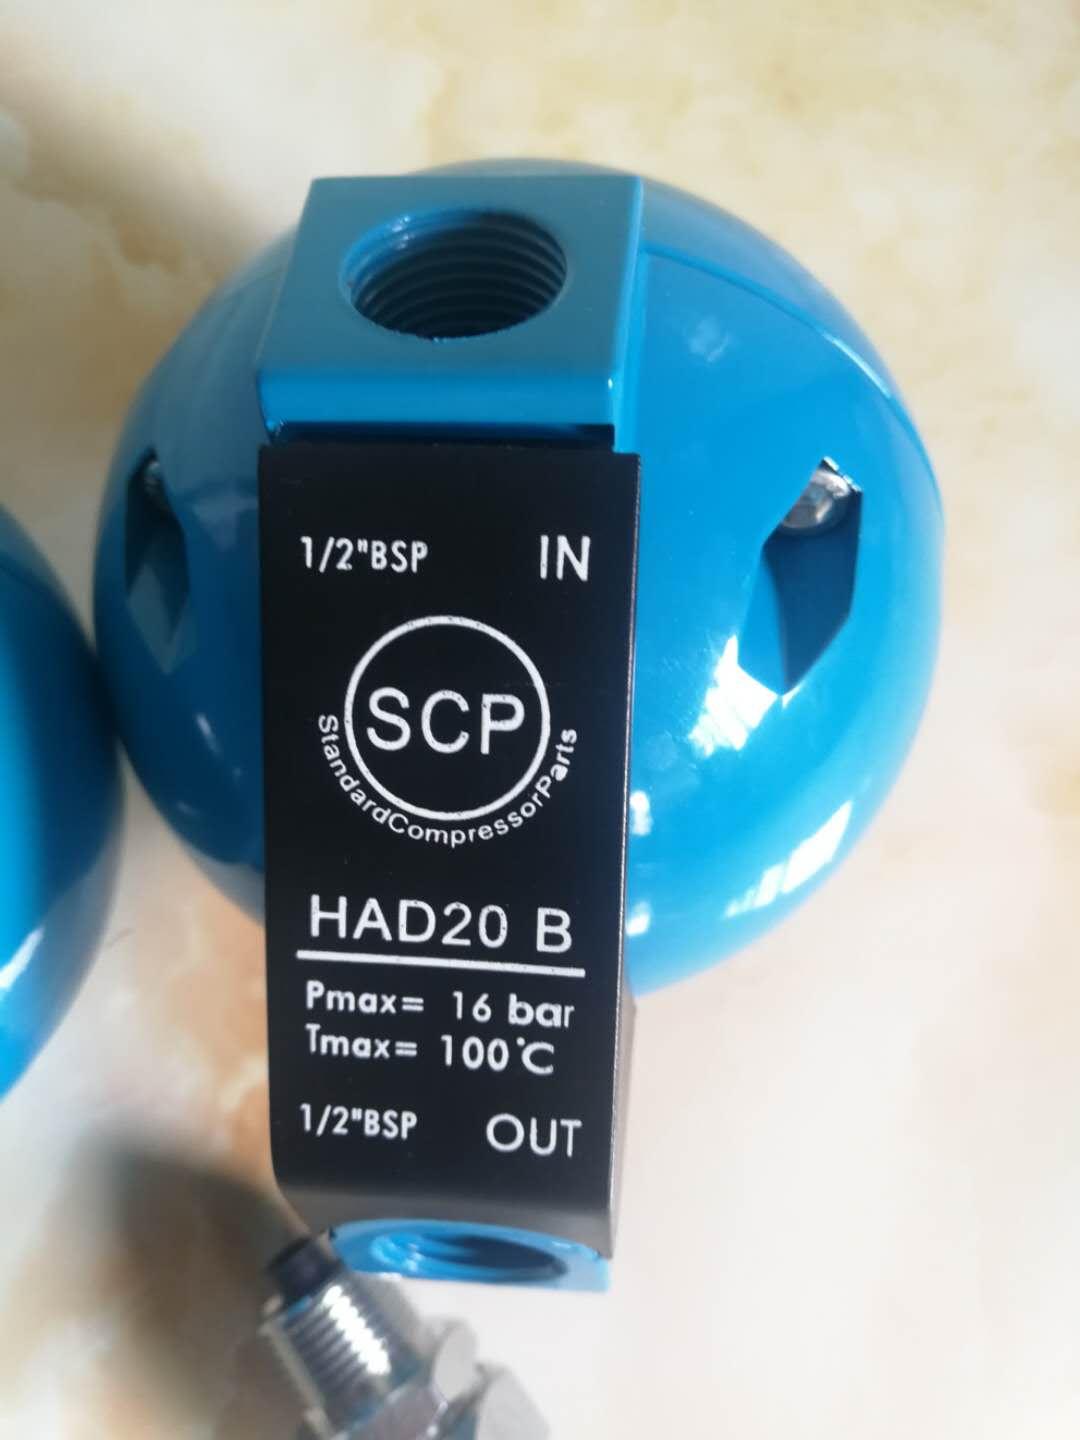 1/2"BSP IN
SCP
StandardCompressorParts
HAD20 B
Pmax= 16 bar
Tmax= 100℃
1/2"BSP OUT